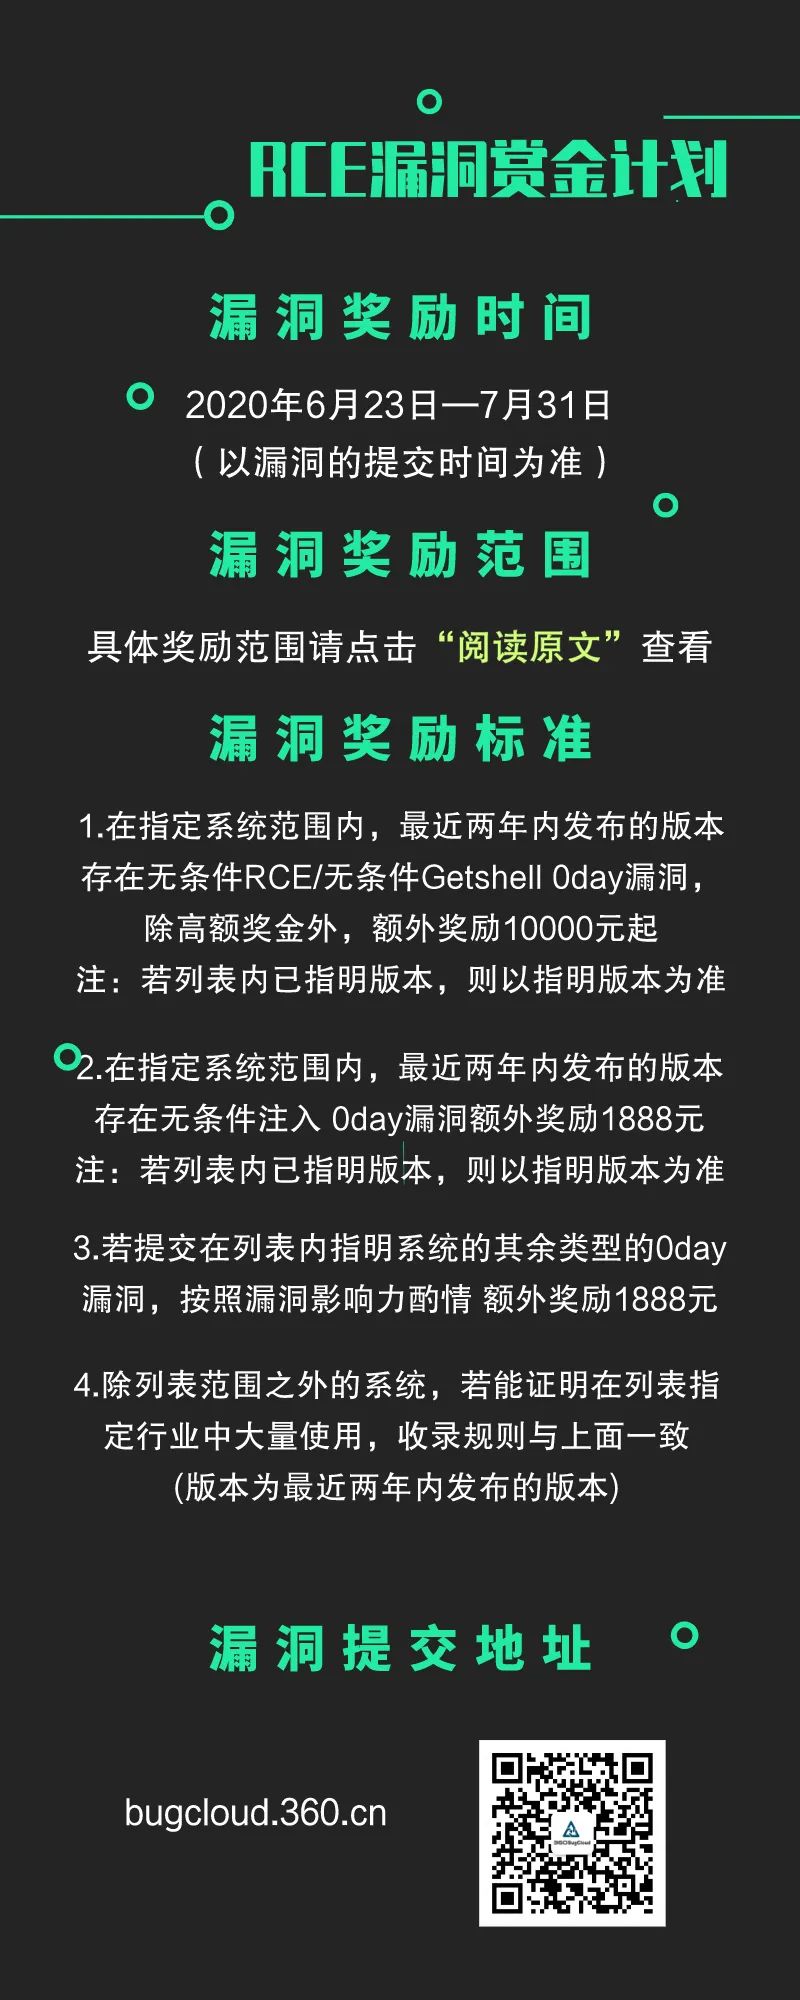 RCE漏洞赏金计划
漏洞奖励时间
2020年6月23日—7月31日
（以漏洞的提交时间为准）
漏洞奖励范围
具体奖励范围请点击“阅读原文”查看
漏洞奖励标准
1.在指定系统范围内，最近两年内发布的版本
存在无条件RCE/无条件Getshell 0day漏洞，
除高额奖金外，额外奖励10000元起
注：若列表内已指明版本，则以指明版本为准
2.在指定系统范围内，最近两年内发布的版本
存在无条件注入 0day漏洞额外奖励1888元
注：若列表内已指明版本，则以指明版本为准
3.若提交在列表内指明系统的其余类型的0day
漏洞，按照漏洞影响力酌情 额外奖励1888元
4.除列表范围之外的系统，若能证明在列表指
定行业中大量使用，收录规则与上面一致
(版本为最近两年内发布的版本)
漏洞提交地址
bugcloud.360.cn